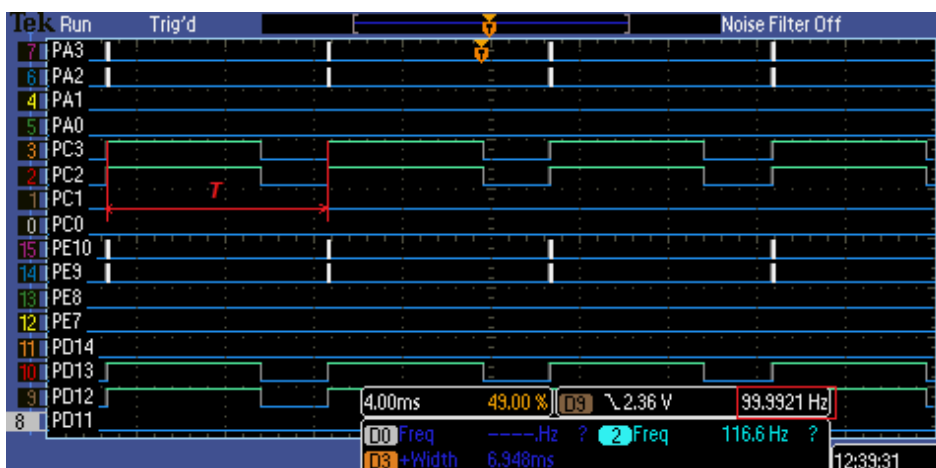 Tek Run Trig'd Noise Filter Off
7 PA3
6 PA2
4 PA1
5 PA0
3 PC3
2 PC2
T
1 PC1
0 PC0
15 PE10
14 PE9
13 PE8
12 PE7
11 PD14
10 PD13
9 PD12
8 PD11
4.00ms 49.00 % D9 2.36 V 99.9921 Hz
D0 Freq ----.Hz ? 2 Freq 116.6 Hz ?
D3 +Width 6.948ms
12:39:31